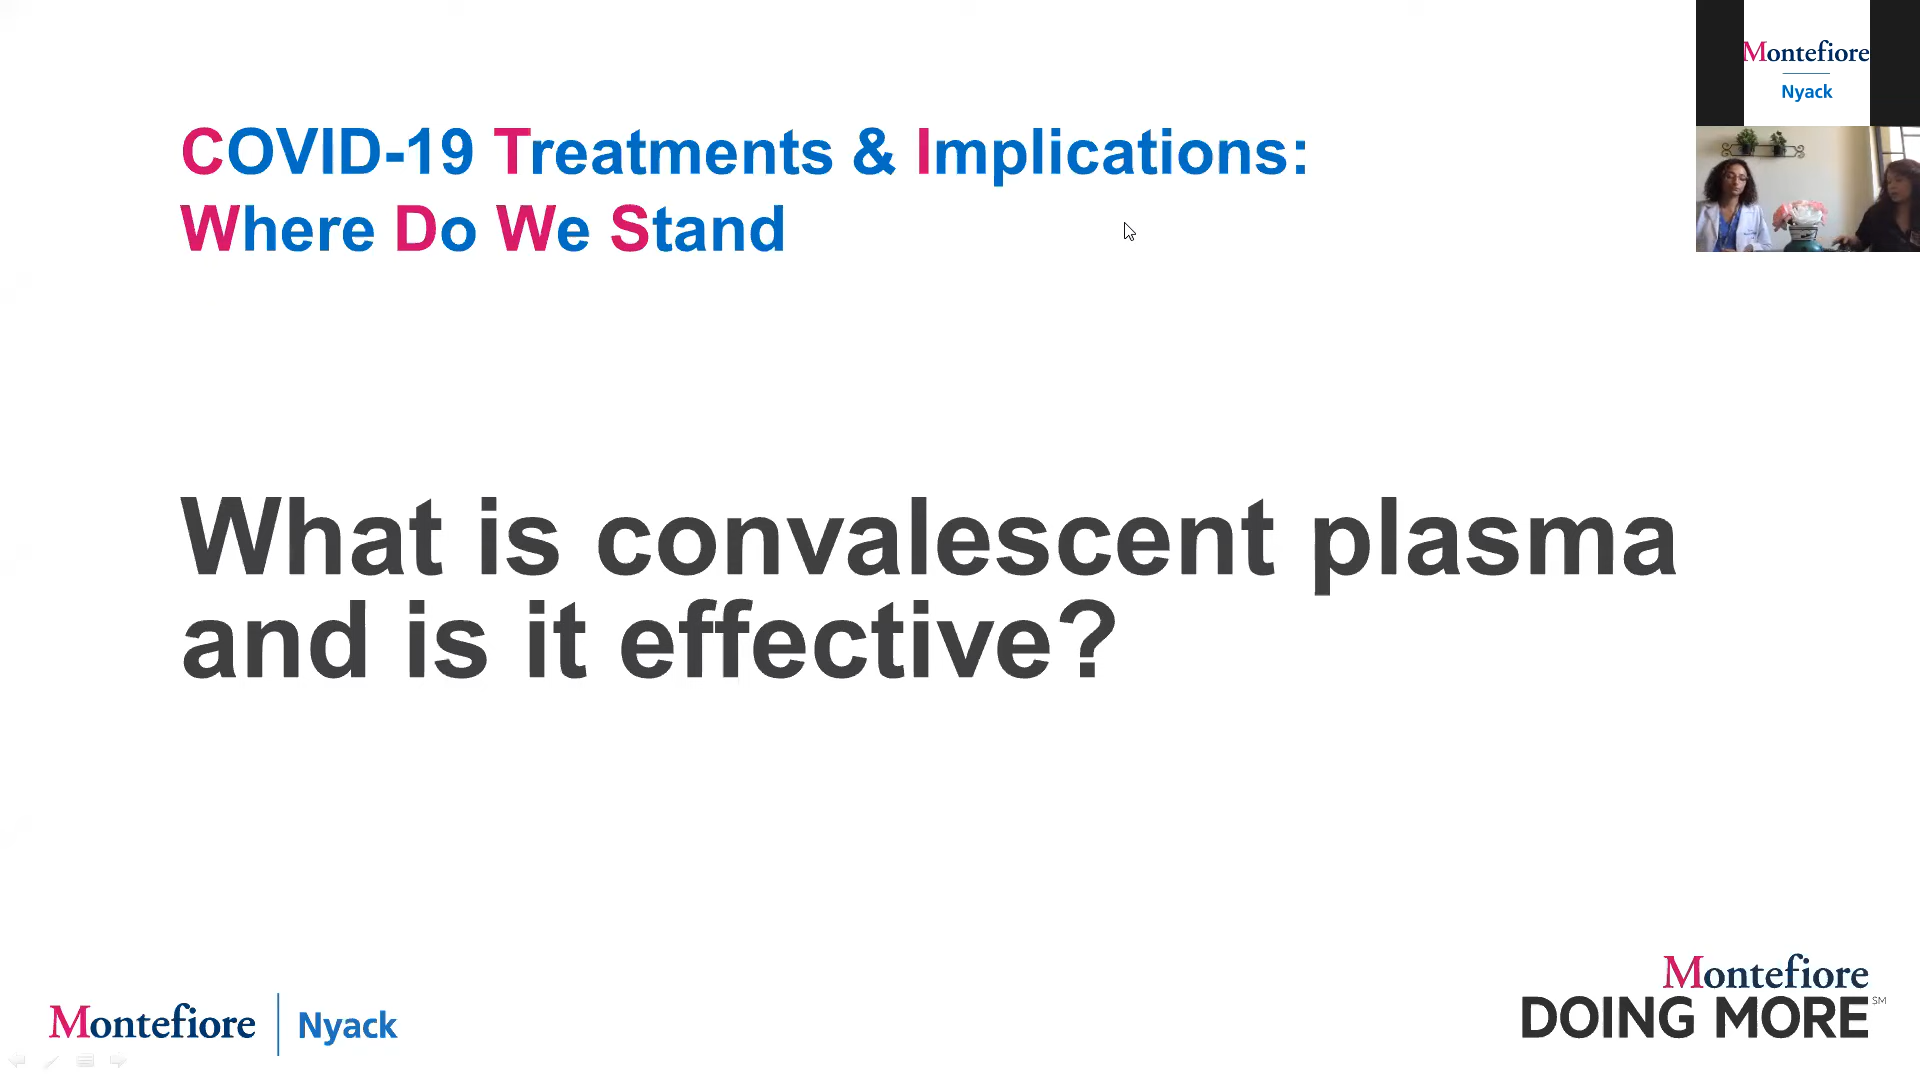 Montefiore
Nyack
COVID-19 Treatments & Implications:
Where Do We Stand
What is convalescent plasma
and is it effective?
Montefiore | Nyack
Montefiore
DOING MORE℠